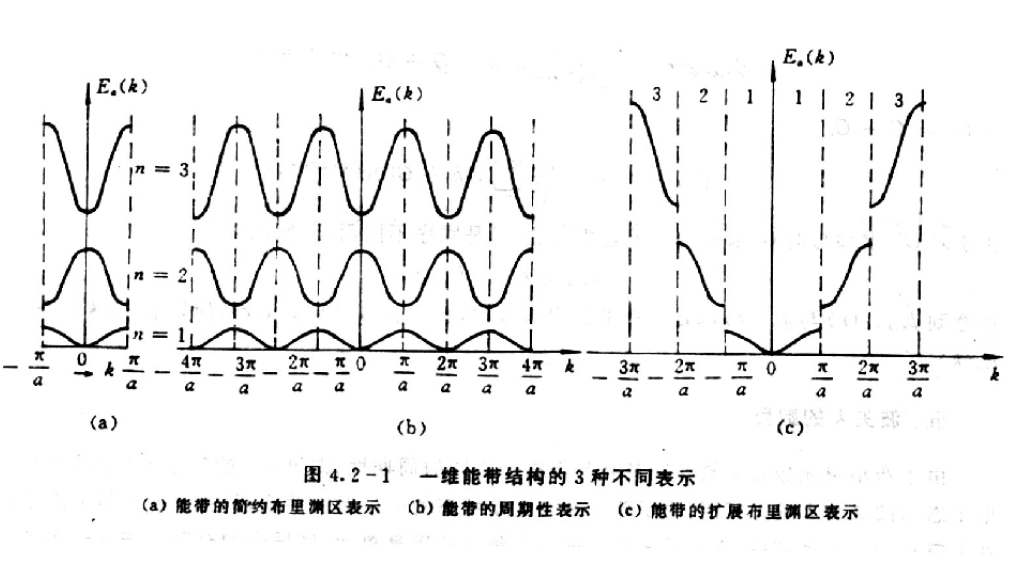 Eₙ(k)
n = 3
n = 2
n = 1
-π/a 0 π/a k
(a)
Eₙ(k)
-4π/a -3π/a -2π/a -π/a 0 π/a 2π/a 3π/a 4π/a k
(b)
Eₙ(k)
3 2 1 1 2 3
-3π/a -2π/a -π/a 0 π/a 2π/a 3π/a k
(c)
图 4.2-1 一维能带结构的 3 种不同表示
(a) 能带的简约布里渊区表示 (b) 能带的周期性表示 (c) 能带的扩展布里渊区表示